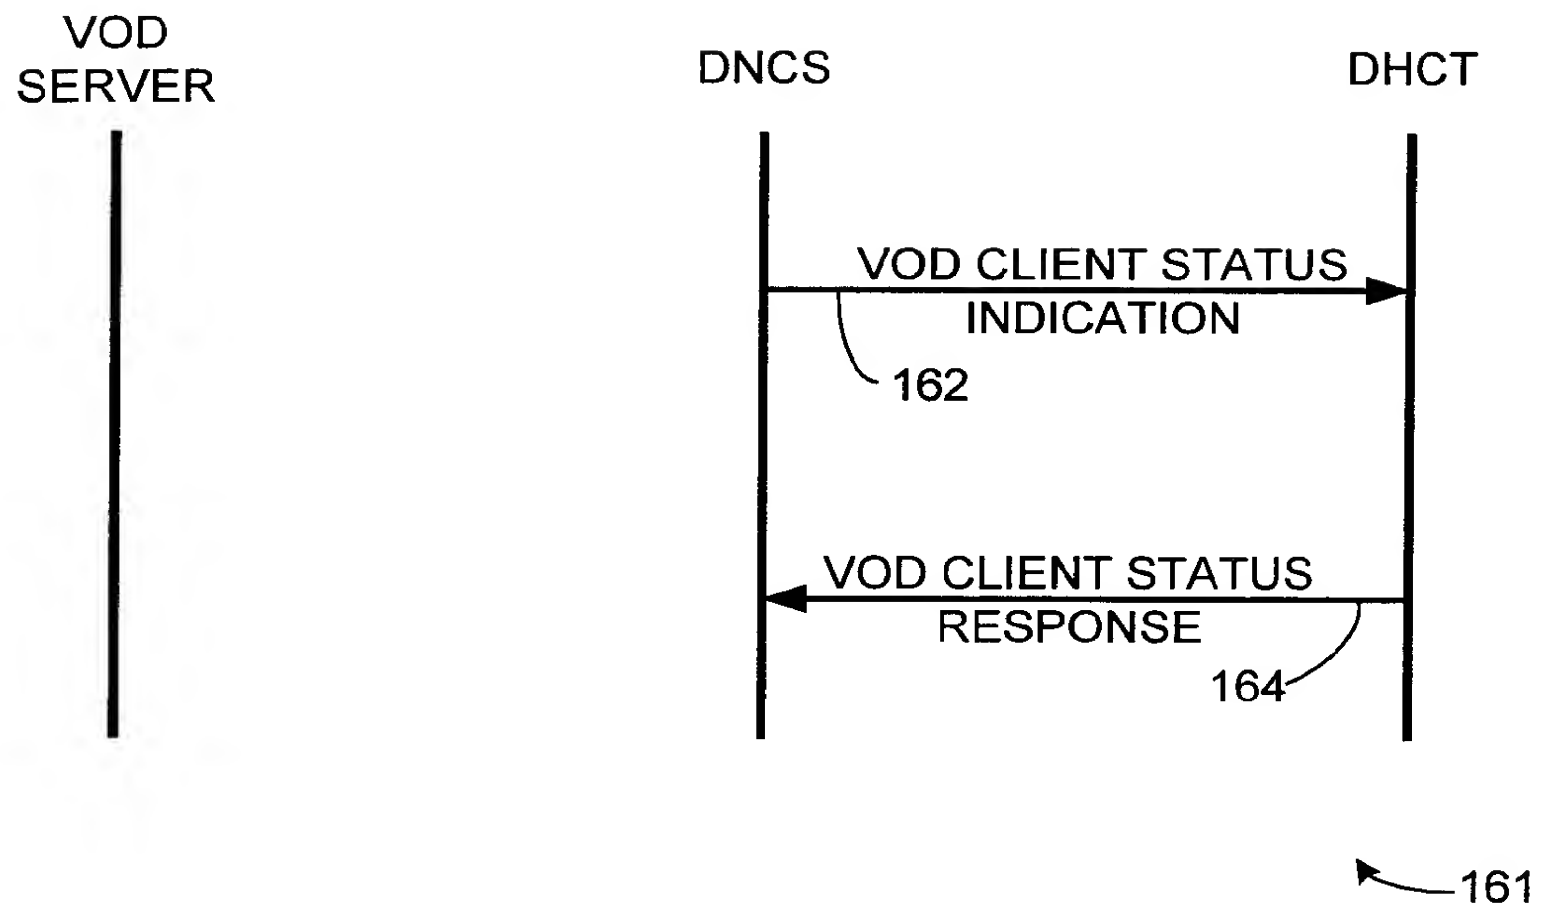 VOD
SERVER
DNCS
DHCT
VOD CLIENT STATUS
INDICATION
162
VOD CLIENT STATUS
RESPONSE
164
161